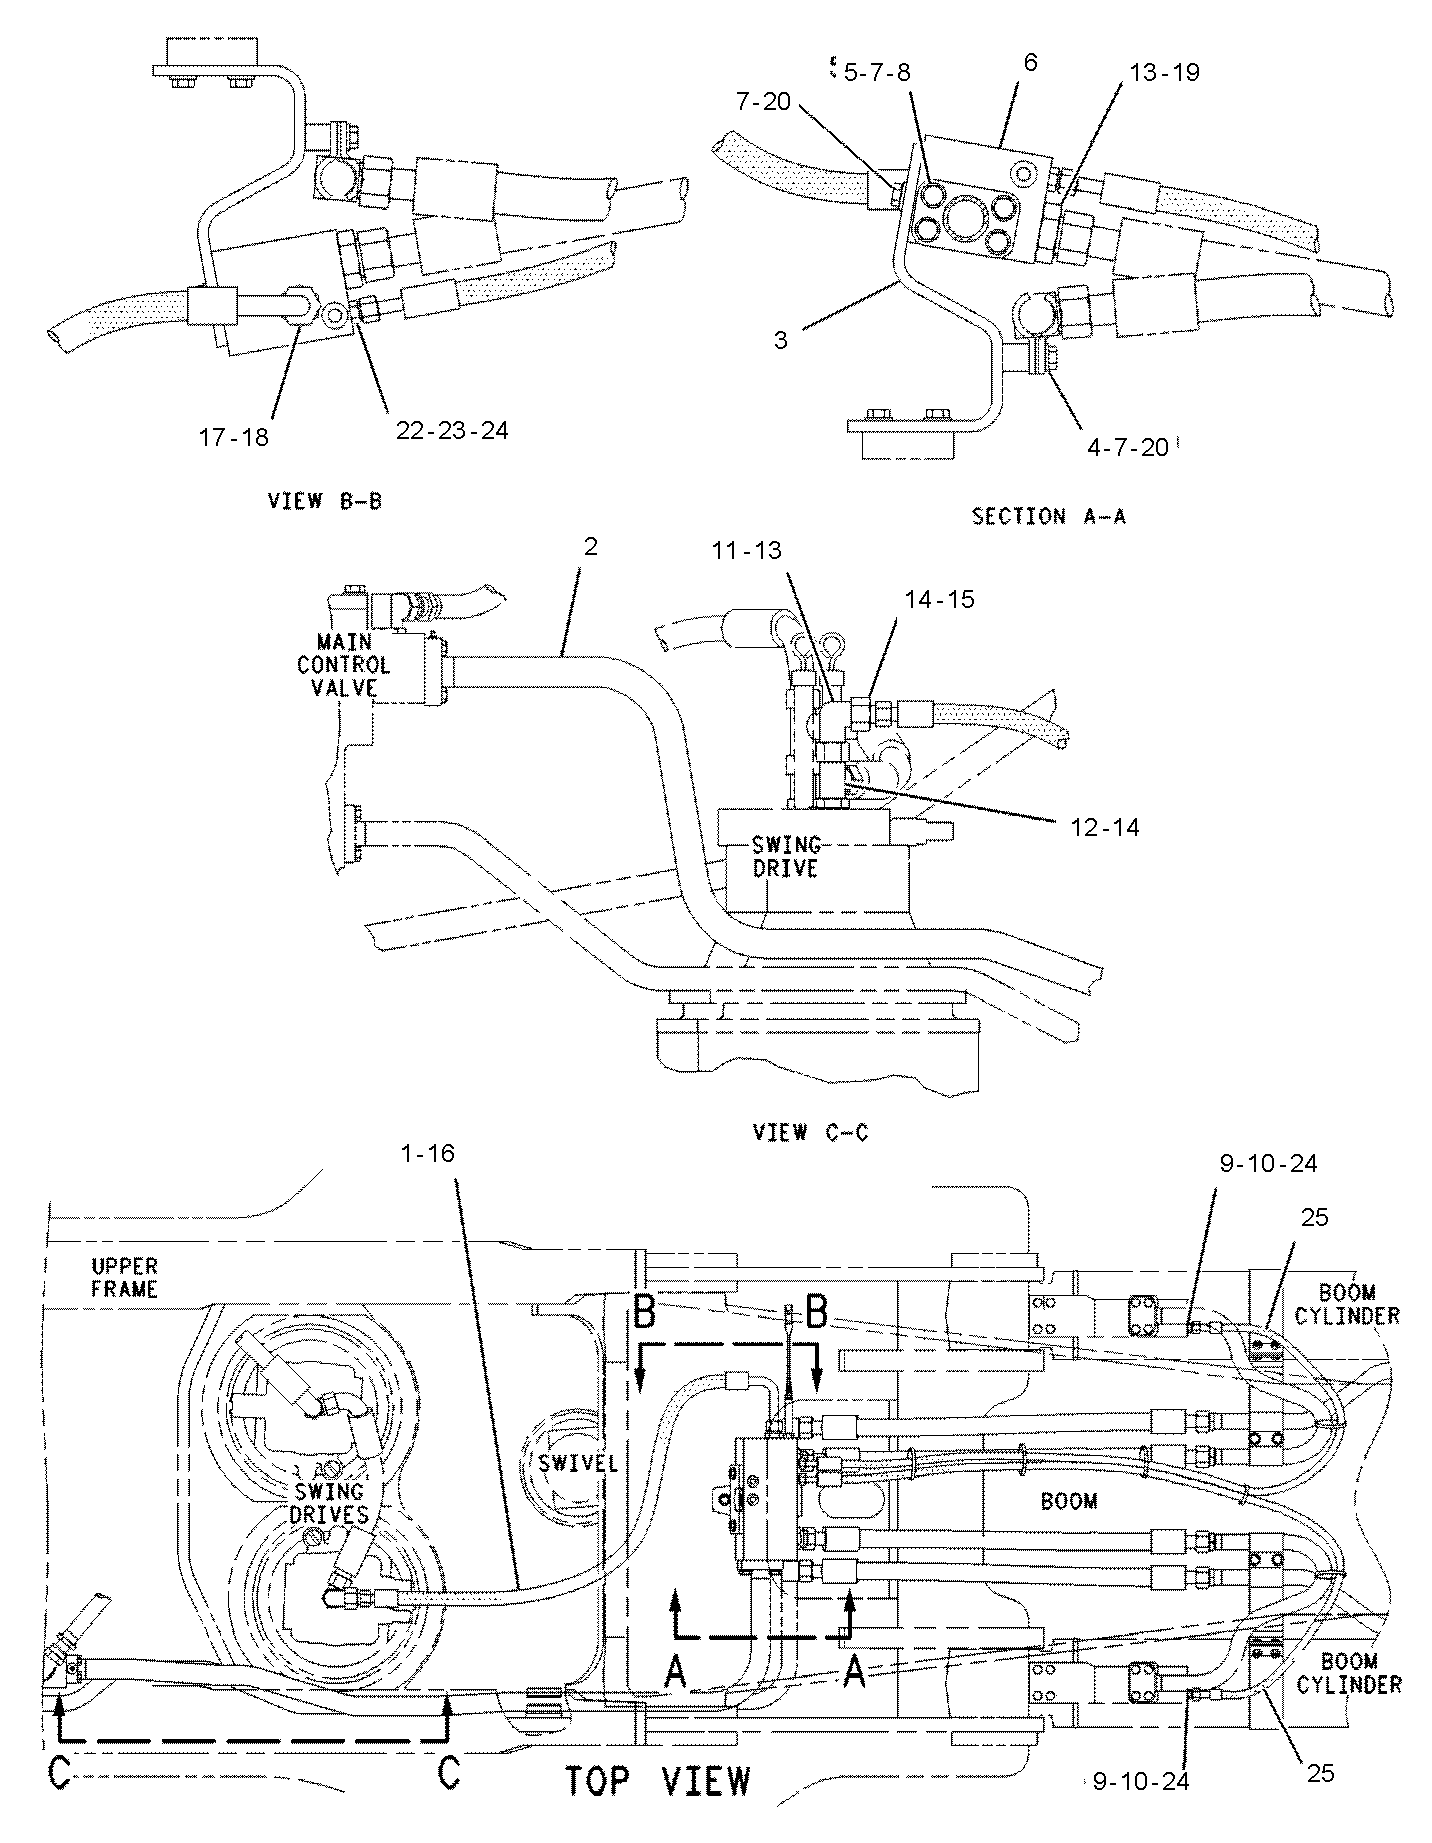 5-7-8
6
13-19
7-20
3
4-7-20
17-18
22-23-24
VIEW B-B
SECTION A-A
2
11-13
14-15
MAIN
CONTROL
VALVE
12-14
SWING
DRIVE
VIEW C-C
1-16
9-10-24
25
UPPER
FRAME
B
B
BOOM
CYLINDER
SWIVEL
SWING
DRIVES
BOOM
A
A
BOOM
CYLINDER
C
C
TOP VIEW
9-10-24
25